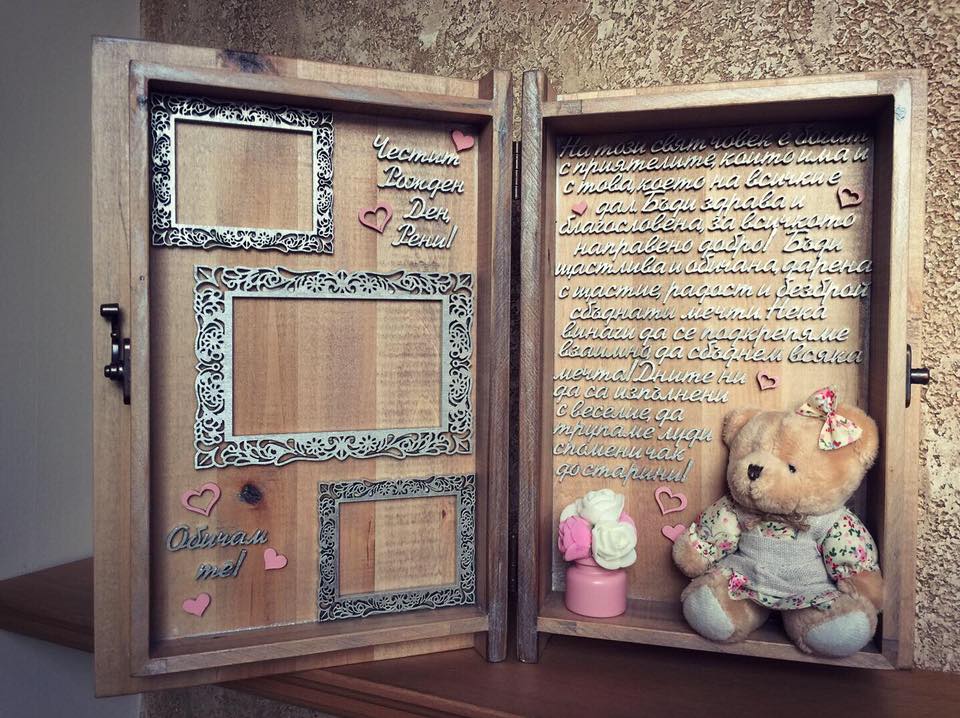 Честит
Рожден
Ден,
Рени!
Обичам
те!
На този свят човек е богат
с приятелите, които има и
с това, което на всички е
дал. Бъди здрава и
благословена, за всичкото
направено добро! Бъди
щастлива и обичана, дарена
с щастие, радост и безброй
сбъднати мечти. Нека
винаги да се подкрепяме
взаимно, да сбъднем всяка
мечта! Дните ни
да са изпълнени
с веселие, да
трупаме луди
спомени чак
до старини!